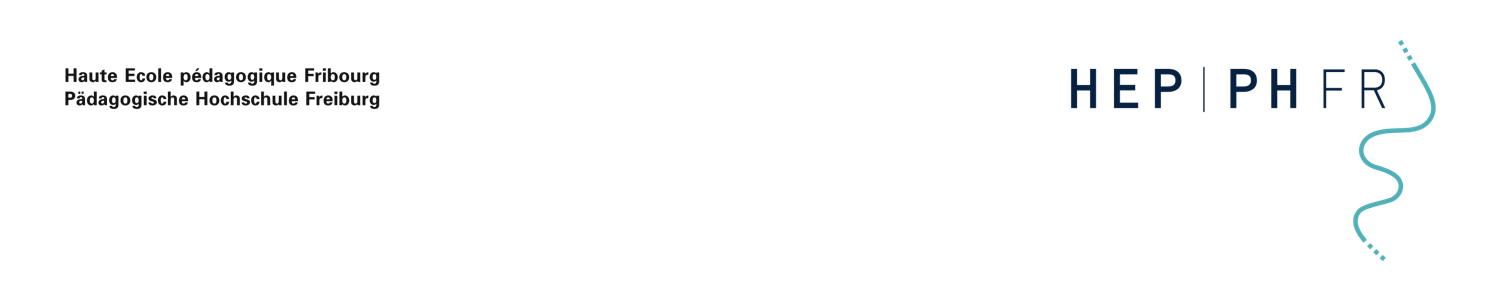 Haute Ecole pédagogique Fribourg
Pädagogische Hochschule Freiburg
HEP | PH FR